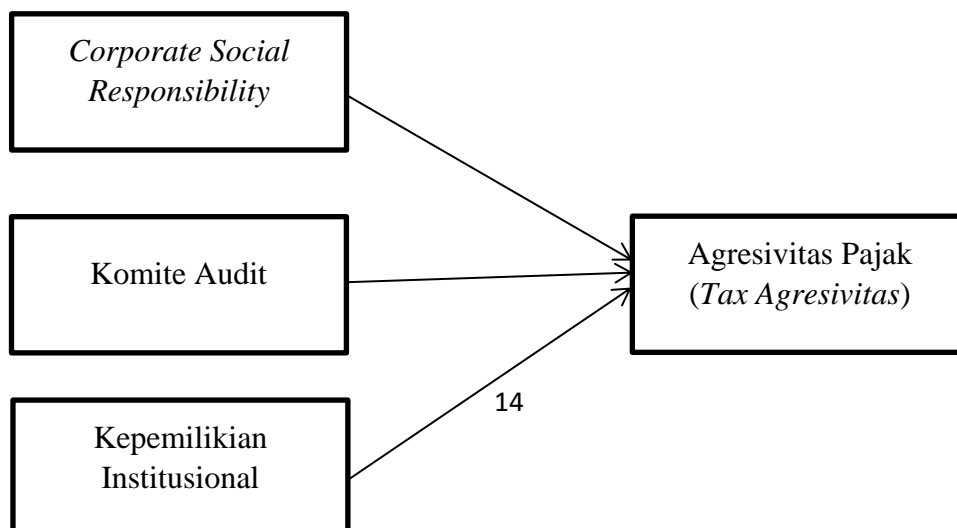 Corporate Social
Responsibility
Komite Audit
Agresivitas Pajak
(Tax Agresivitas)
14
Kepemilikian
Institusional